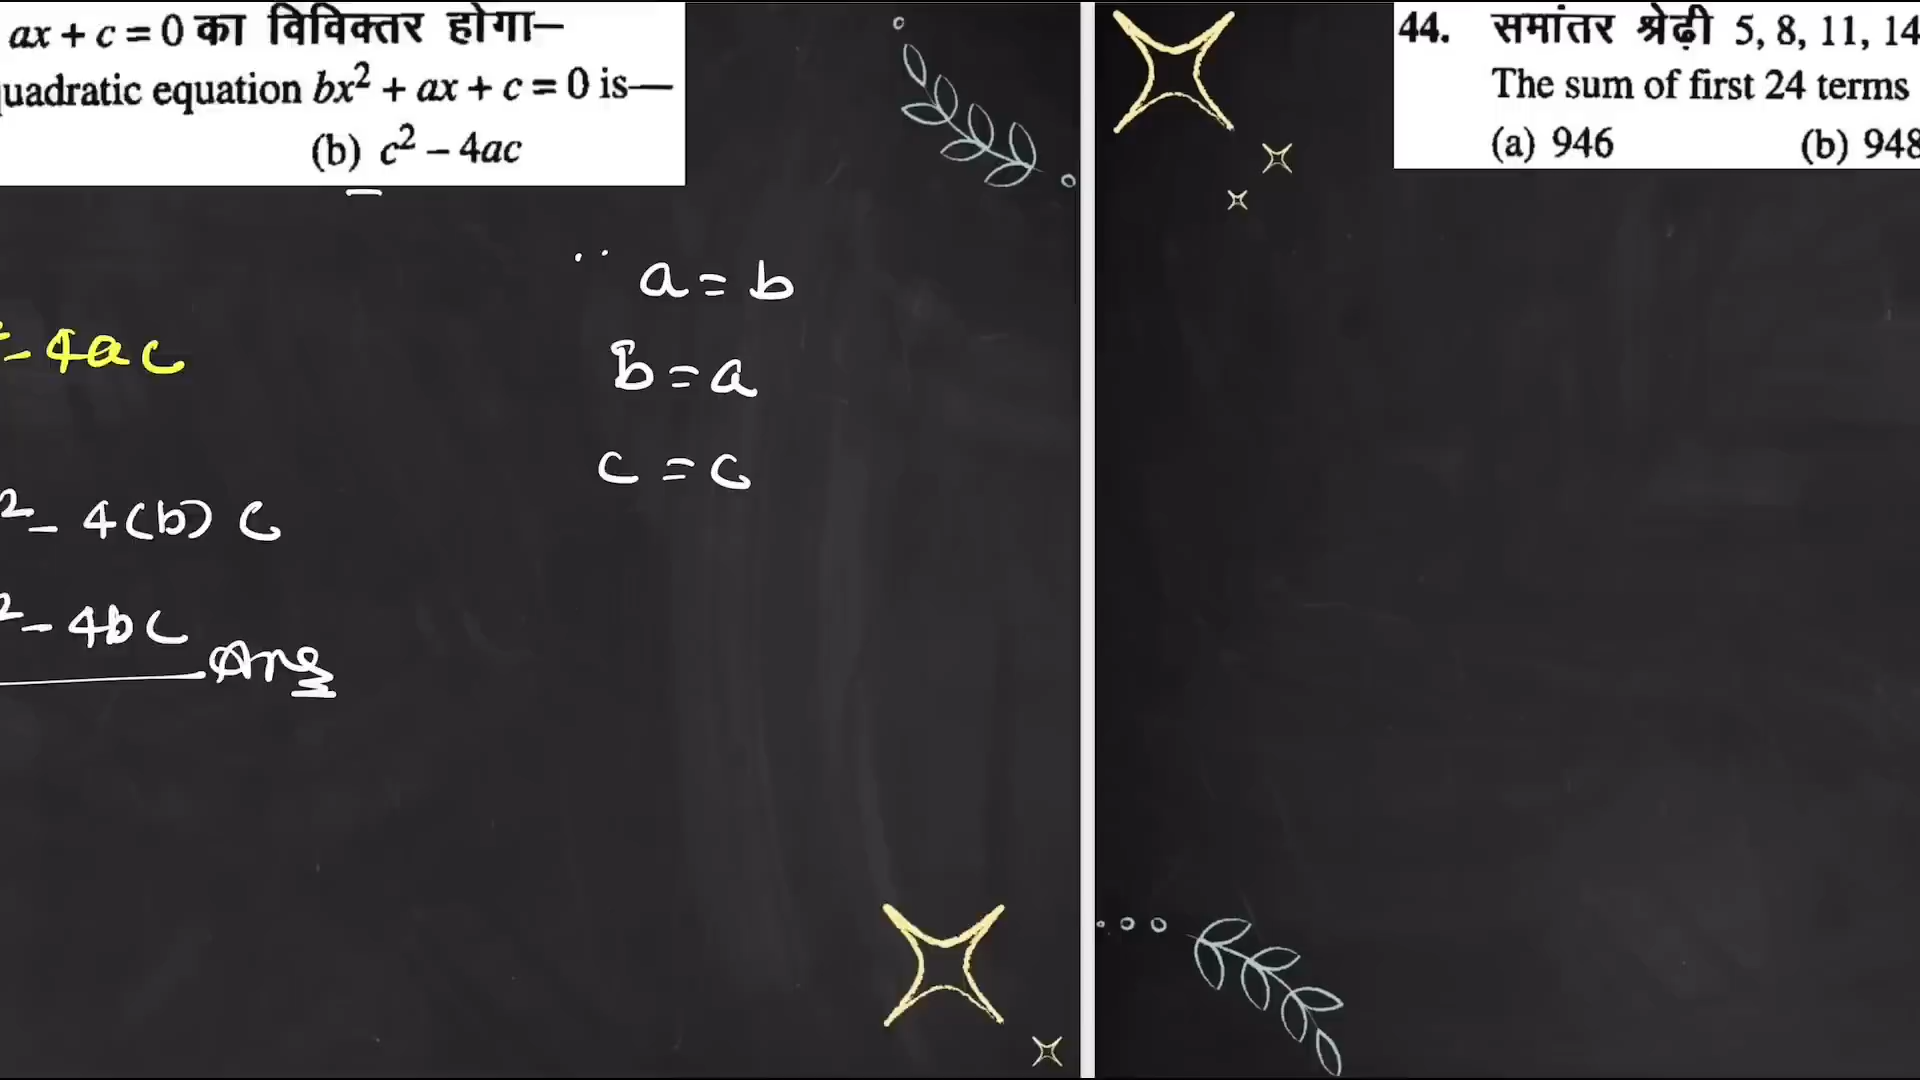 ax + c = 0 का विविक्तर होगा—
uadratic equation bx² + ax + c = 0 is—
(b) c² – 4ac
– 4ac
² – 4(b) c
² – 4bc
Ans
a = b
b = a
c = c
44. समांतर श्रेढ़ी 5, 8, 11, 14
The sum of first 24 terms
(a) 946 (b) 948